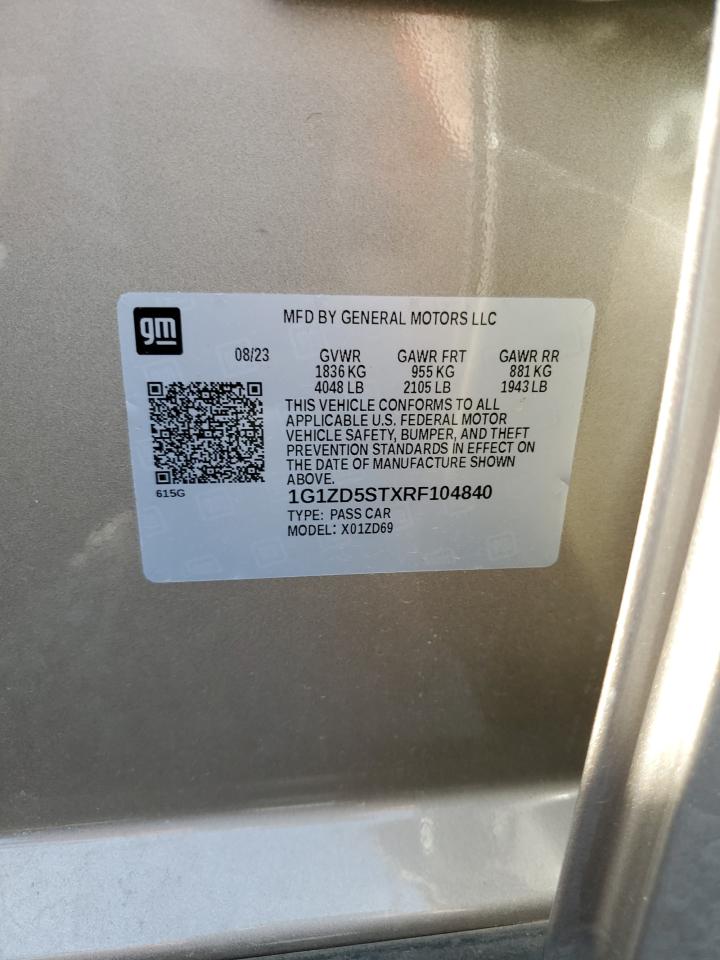 gm
MFD BY GENERAL MOTORS LLC
08/23 GVWR GAWR FRT GAWR RR
1836 KG 955 KG 881 KG
4048 LB 2105 LB 1943 LB
THIS VEHICLE CONFORMS TO ALL
APPLICABLE U.S. FEDERAL MOTOR
VEHICLE SAFETY, BUMPER, AND THEFT
PREVENTION STANDARDS IN EFFECT ON
THE DATE OF MANUFACTURE SHOWN
ABOVE.
615G
1G1ZD5STXRF104840
TYPE: PASS CAR
MODEL: X01ZD69